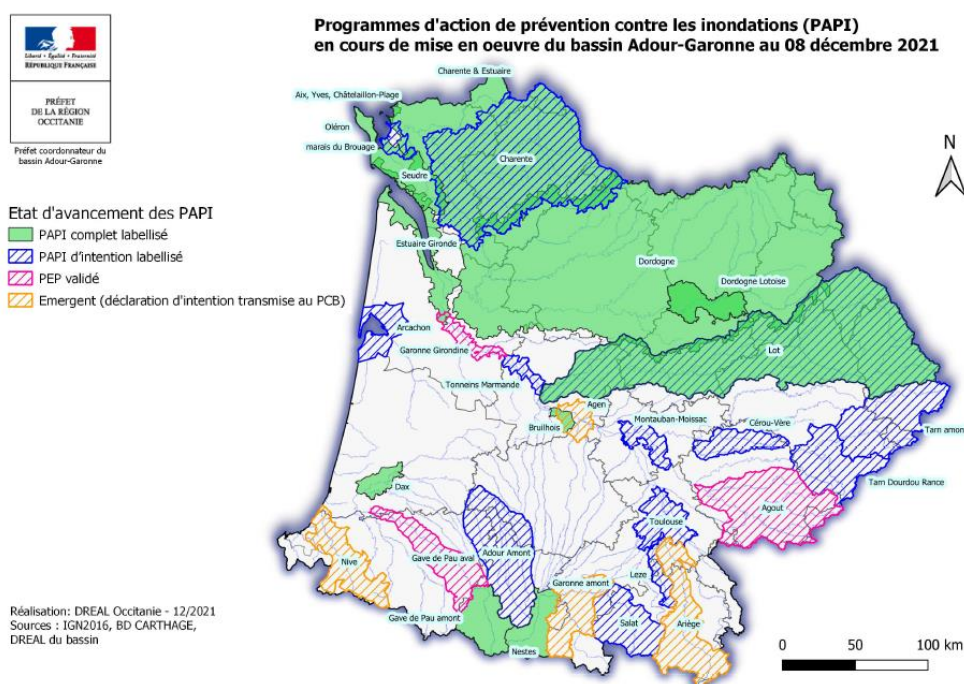 Programmes d'action de prévention contre les inondations (PAPI)
en cours de mise en oeuvre du bassin Adour-Garonne au 08 décembre 2021
Liberté • Égalité • Fraternité
RÉPUBLIQUE FRANÇAISE
PRÉFET
DE LA RÉGION
OCCITANIE
Préfet coordonnateur du
bassin Adour-Garonne
Etat d'avancement des PAPI
PAPI complet labellisé
PAPI d'intention labellisé
PEP validé
Emergent (déclaration d'intention transmise au PCB)
Charente & Estuaire
Aix, Yves, Châtelaillon-Plage
Oléron
marais du Brouage
Charente
Seudre
N
Estuaire Gironde
Dordogne
Dordogne Lotoise
Arcachon
Garonne Girondine
Lot
Tonneins Marmande
Agen
Bruilhois
Montauban-Moissac
Cérou-Vère
Tarn amont
Tarn Dourdou Rance
Dax
Agout
Toulouse
Nive
Gave de Pau aval
Adour Amont
Garonne amont
Leze
Gave de Pau amont
Nestes
Salat
Ariège
Réalisation: DREAL Occitanie - 12/2021
Sources : IGN2016, BD CARTHAGE,
DREAL du bassin
0 50 100 km